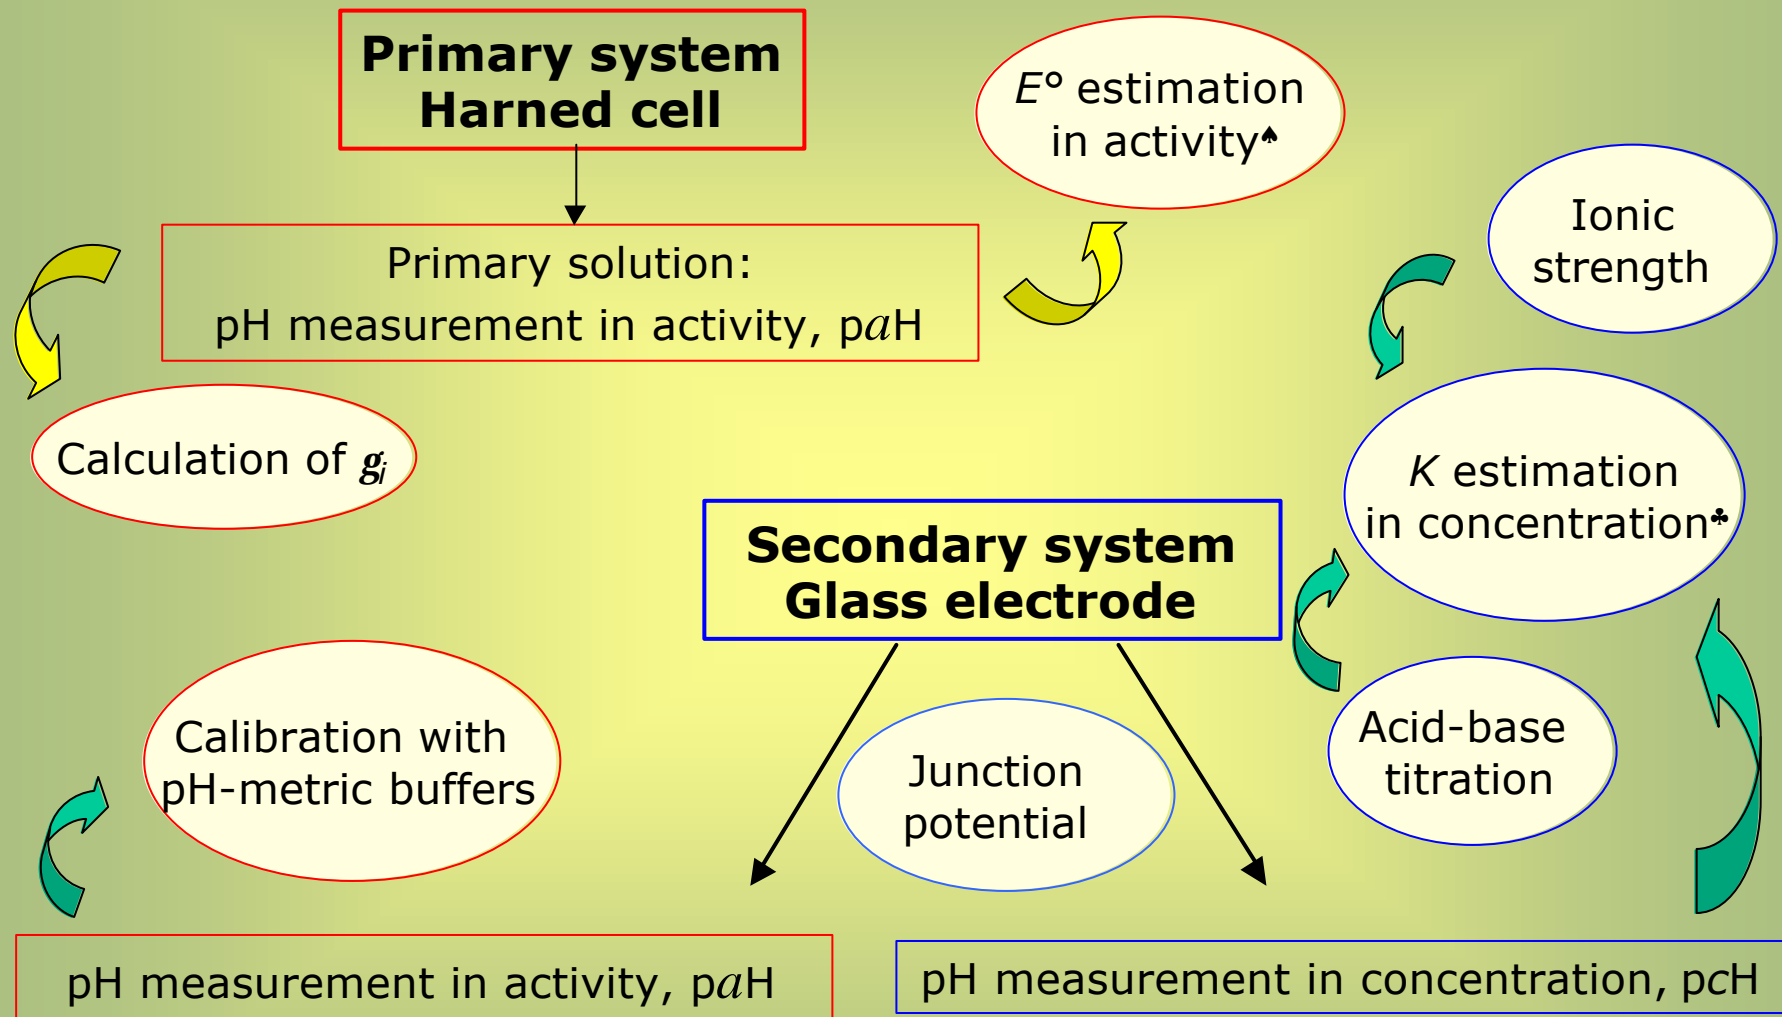 Primary system
Harned cell
E° estimation
in activity♠
Primary solution:
pH measurement in activity, paH
Ionic
strength
Calculation of gi
K estimation
in concentration♣
Secondary system
Glass electrode
Calibration with
pH-metric buffers
Junction
potential
Acid-base
titration
pH measurement in activity, paH
pH measurement in concentration, pcH